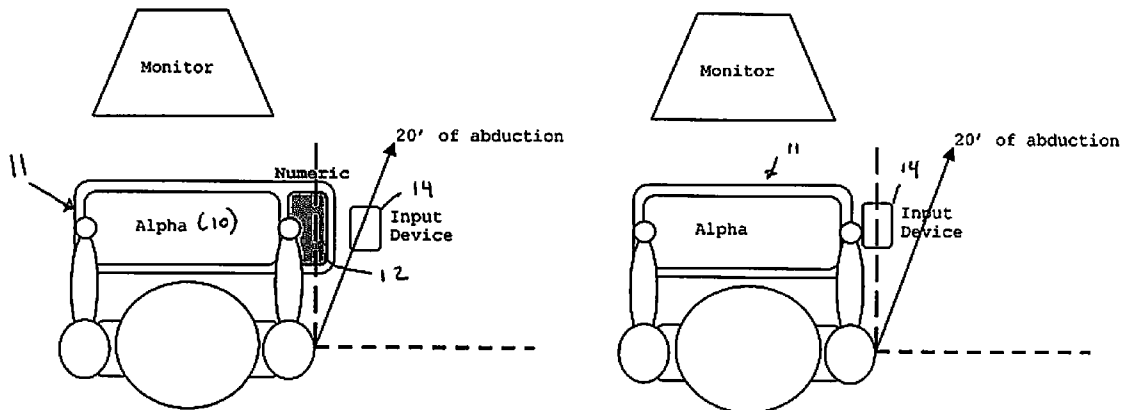 Monitor
20' of abduction
Numeric
11
14
Alpha (10)
Input
Device
12
Monitor
20' of abduction
11
14
Alpha
Input
Device